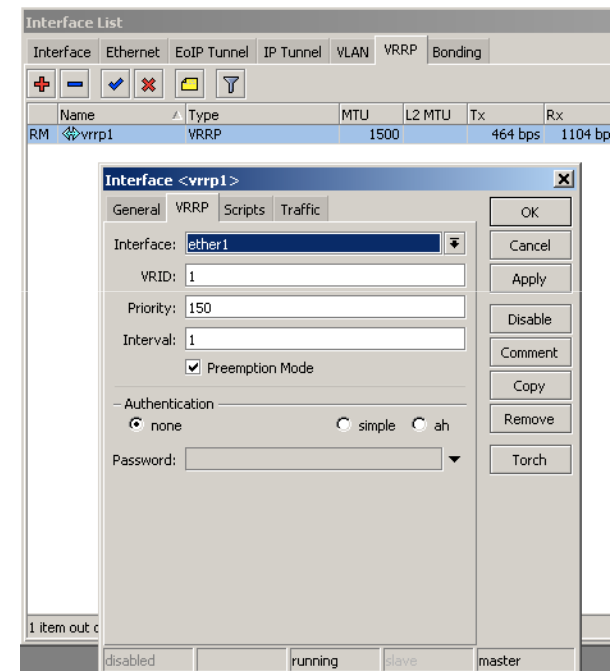 Interface List
Interface Ethernet EoIP Tunnel IP Tunnel VLAN VRRP Bonding
Name Type MTU L2 MTU Tx Rx
RM vrrp1 VRRP 1500 464 bps 1104 bp
Interface <vrrp1>
General VRRP Scripts Traffic
OK
Interface: ether1
Cancel
VRID: 1
Apply
Priority: 150
Disable
Interval: 1
Comment
Preemption Mode
Copy
Authentication
none simple ah
Remove
Password:
Torch
1 item out
disabled running slave master